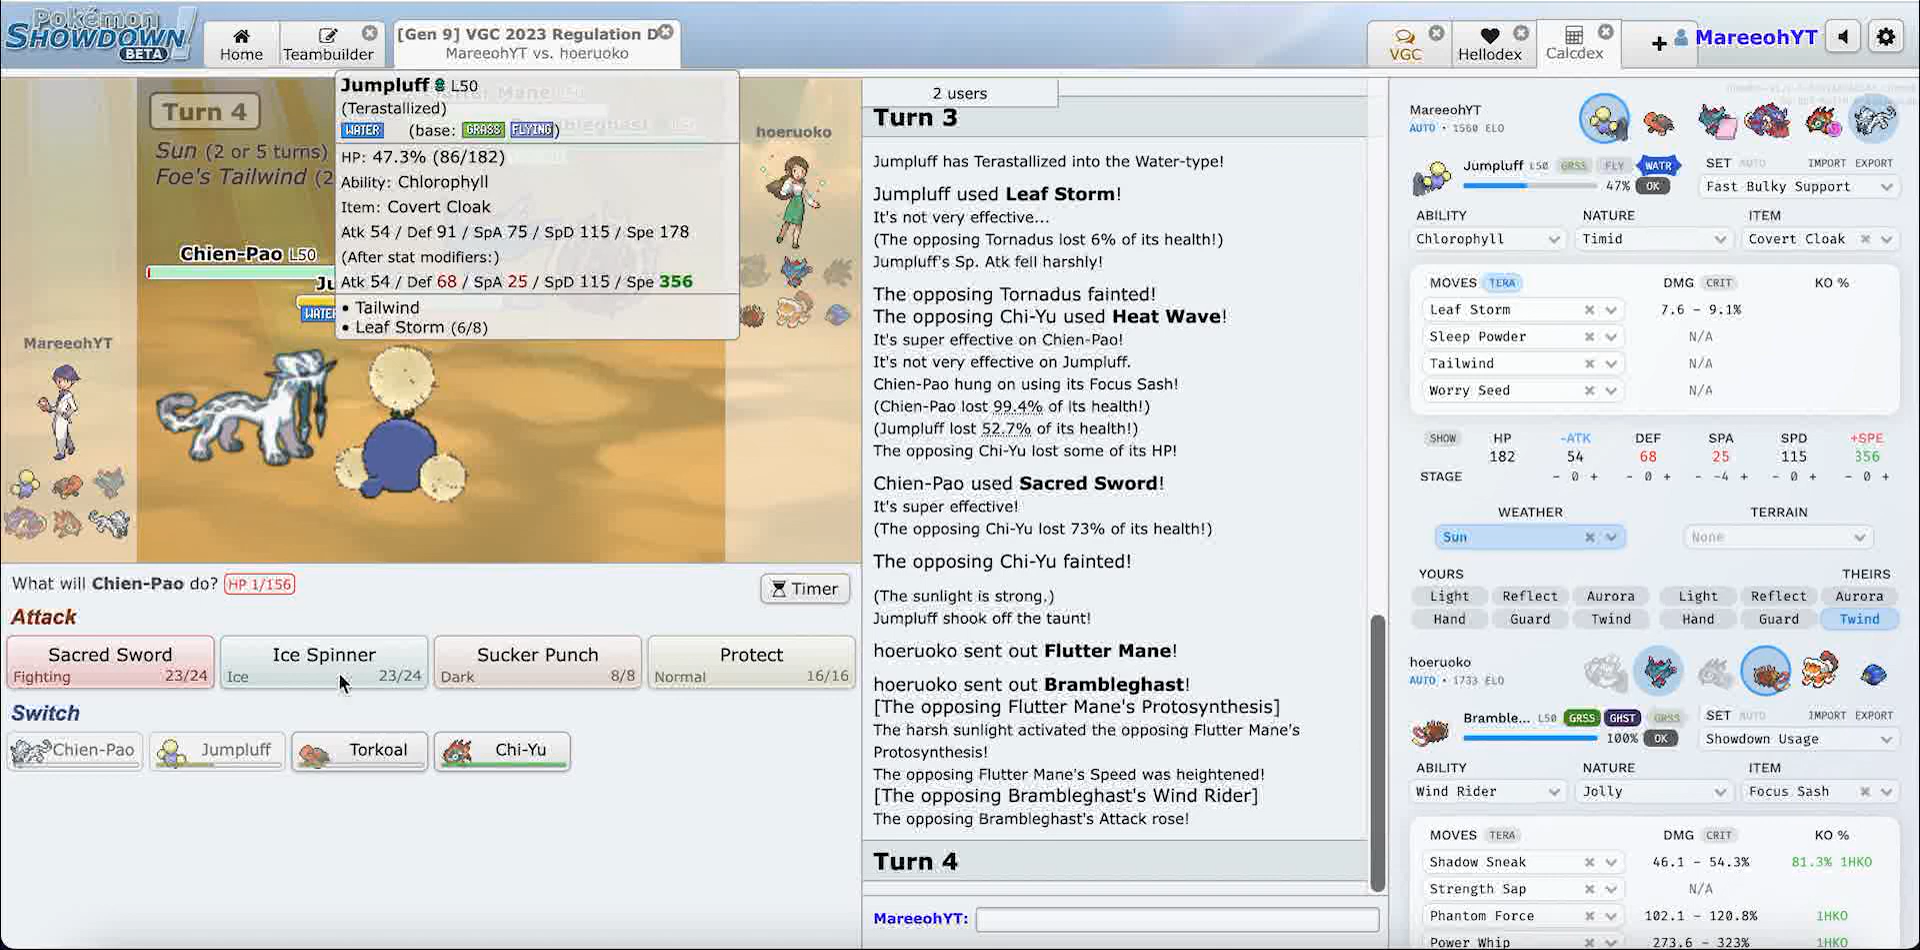 Pokémon
SHOWDOWN!
BETA
Home
Teambuilder
[Gen 9] VGC 2023 Regulation D
MareeohYT vs. hoeruoko
VGC
Hellodex
Calcdex
MareeohYT
Turn 4
Sun (2 or 5 turns)
Foe's Tailwind (2
Jumpluff L50
(Terastallized)
WATER (base: GRASS FLYING)
HP: 47.3% (86/182)
Ability: Chlorophyll
Item: Covert Cloak
Atk 54 / Def 91 / SpA 75 / SpD 115 / Spe 178
(After stat modifiers:)
Atk 54 / Def 68 / SpA 25 / SpD 115 / Spe 356
• Tailwind
• Leaf Storm (6/8)
hoeruoko
Chien-Pao L50
Ju
WATE
MareeohYT
What will Chien-Pao do? HP 1/156
Timer
Attack
Sacred Sword
Fighting 23/24
Ice Spinner
Ice 23/24
Sucker Punch
Dark 8/8
Protect
Normal 16/16
Switch
Chien-Pao
Jumpluff
Torkoal
Chi-Yu
2 users
Turn 3
Jumpluff has Terastallized into the Water-type!
Jumpluff used Leaf Storm!
It's not very effective...
(The opposing Tornadus lost 6% of its health!)
Jumpluff's Sp. Atk fell harshly!
The opposing Tornadus fainted!
The opposing Chi-Yu used Heat Wave!
It's super effective on Chien-Pao!
It's not very effective on Jumpluff.
Chien-Pao hung on using its Focus Sash!
(Chien-Pao lost 99.4% of its health!)
(Jumpluff lost 52.7% of its health!)
The opposing Chi-Yu lost some of its HP!
Chien-Pao used Sacred Sword!
It's super effective!
(The opposing Chi-Yu lost 73% of its health!)
The opposing Chi-Yu fainted!
(The sunlight is strong.)
Jumpluff shook off the taunt!
hoeruoko sent out Flutter Mane!
hoeruoko sent out Brambleghast!
[The opposing Flutter Mane's Protosynthesis]
The harsh sunlight activated the opposing Flutter Mane's
Protosynthesis!
The opposing Flutter Mane's Speed was heightened!
[The opposing Brambleghast's Wind Rider]
The opposing Brambleghast's Attack rose!
Turn 4
MareeohYT:
MareeohYT
AUTO • 1560 ELO
Jumpluff L50 GRSS FLY WATR
47% OK
SET AUTO IMPORT EXPORT
Fast Bulky Support
ABILITY NATURE ITEM
Chlorophyll Timid Covert Cloak
MOVES TERA DMG CRIT KO %
Leaf Storm 7.6 - 9.1%
Sleep Powder N/A
Tailwind N/A
Worry Seed N/A
SHOW HP -ATK DEF SPA SPD +SPE
182 54 68 25 115 356
STAGE - 0 + - 0 + - -4 + - 0 + - 0 +
WEATHER TERRAIN
Sun None
YOURS THEIRS
Light Reflect Aurora Light Reflect Aurora
Hand Guard Twind Hand Guard Twind
hoeruoko
AUTO • 1733 ELO
Bramble... L50 GRSS GHST GRSS
100% OK
SET AUTO IMPORT EXPORT
Showdown Usage
ABILITY NATURE ITEM
Wind Rider Jolly Focus Sash
MOVES TERA DMG CRIT KO %
Shadow Sneak 46.1 - 54.3% 81.3% 1HKO
Strength Sap N/A
Phantom Force 102.1 - 120.8% 1HKO
Power Whip 273.6 - 323% 1HKO